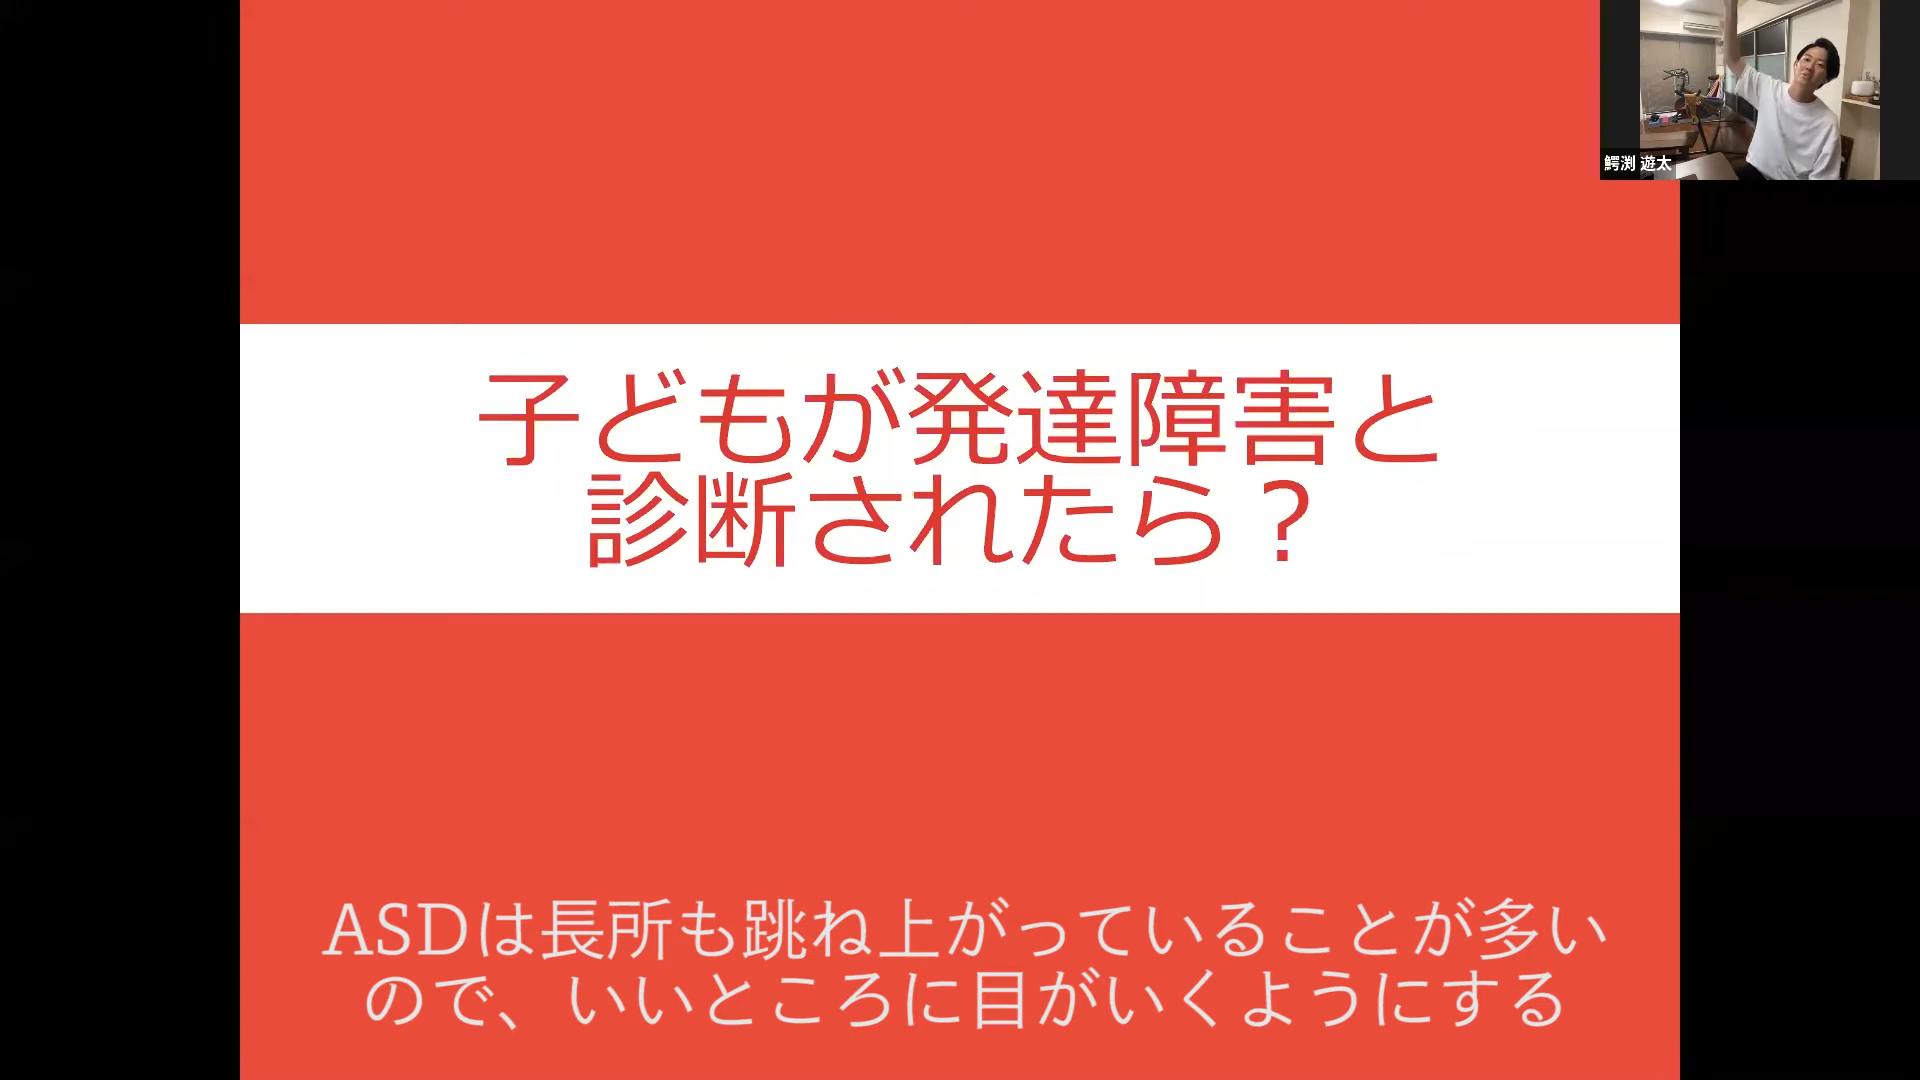 子どもが発達障害と
診断されたら？
ASDは長所も跳ね上がっていることが多い
ので、いいところに目がいくようにする
鰐渕 遊太